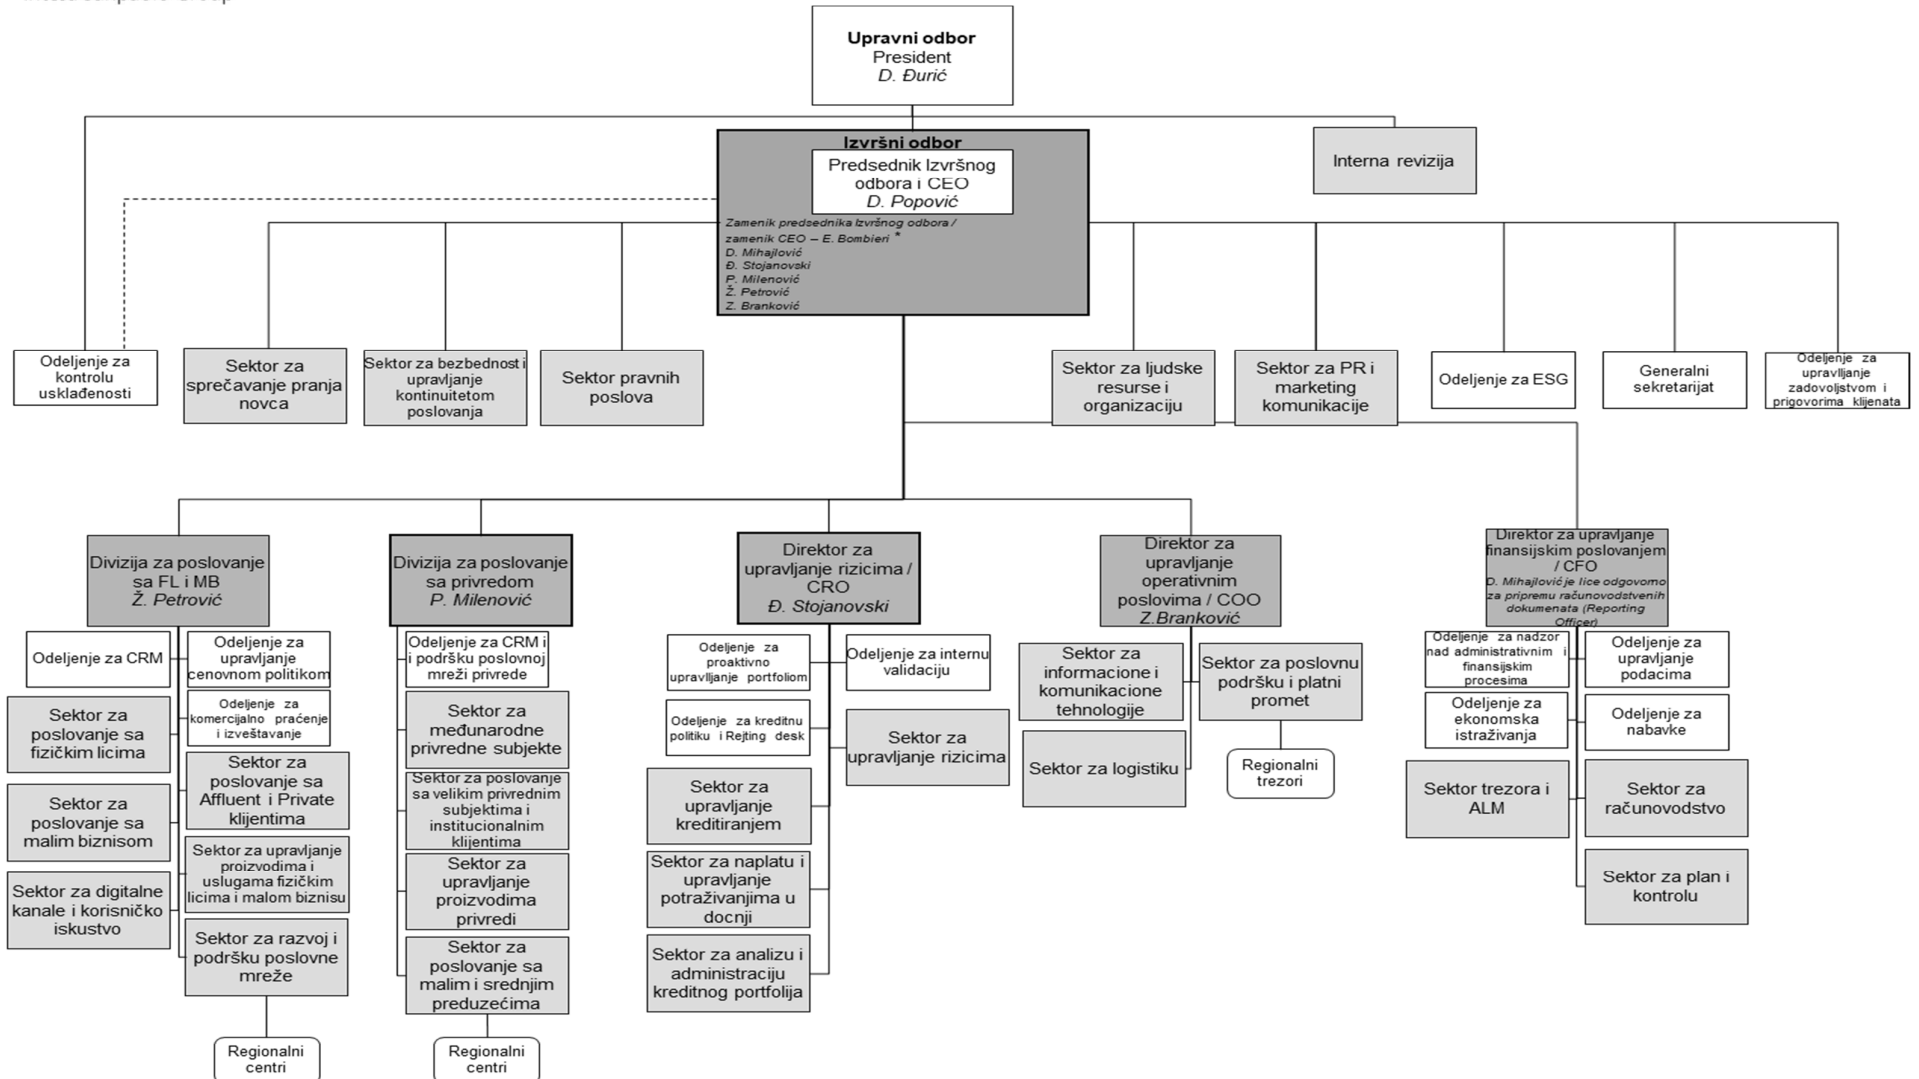 Upravni odbor
President
D. Đurić
Izvršni odbor
Predsednik Izvršnog
odbora i CEO
D. Popović
Zamenik predsednika Izvršnog odbora /
zamenik CEO – E. Bombieri *
D. Mihajlović
Đ. Stojanovski
P. Milenović
Ž. Petrović
Z. Branković
Interna revizija
Odeljenje za
kontrolu
usklađenosti
Sektor za
sprečavanje pranja
novca
Sektor za bezbednost i
upravljanje
kontinuitetom
poslovanja
Sektor pravnih
poslova
Sektor za ljudske
resurse i
organizaciju
Sektor za PR i
marketing
komunikacije
Odeljenje za ESG
Generalni
sekretarijat
Odeljenje za
upravlljanje
zadovoljstvom i
prigovorima klijenata
Divizija za poslovanje
sa FL i MB
Ž. Petrović
Odeljenje za CRM
Odeljenje za
upravljanje
cenovnom politikom
Sektor za
poslovanje sa
fizičkim licima
Odeljenje za
komercijalno praćenje
i izveštavanje
Sektor za
poslovanje sa
Affluent i Private
klijentima
Sektor za
poslovanje sa
malim biznisom
Sektor za upravljanje
proizvodima i
uslugama fizičkim
licima i malom biznisu
Sektor za digitalne
kanale i korisničko
iskustvo
Sektor za razvoj i
podršku poslovne
mreže
Regionalni
centri
Divizija za poslovanje
sa privredom
P. Milenović
Odeljenje za CRM i
i podršku poslovnoj
mreži privrede
Sektor za
međunarodne
privredne subjekte
Sektor za poslovanje
sa velikim privrednim
subjektima i
institucionalnim
klijentima
Sektor za
upravljanje
proizvodima
privredi
Sektor za
poslovanje sa
malim i srednjim
preduzećima
Regionalni
centri
Direktor za
upravljanje rizicima /
CRO
Đ. Stojanovski
Odeljenje za
proaktivno
upravlljanje portfoliom
Odeljenje za internu
validaciju
Odeljenje za kreditnu
politiku i Rejting desk
Sektor za
upravljanje rizicima
Sektor za
upravljanje
kreditiranjem
Sektor za naplatu i
upravljanje
potraživanjima u
docnji
Sektor za analizu i
administraciju
kreditnog portfolija
Direktor za
upravljanje
operativnim
poslovima / COO
Z.Branković
Sektor za
informacione i
komunikacione
tehnologije
Sektor za poslovnu
podršku i platni
promet
Sektor za logistiku
Regionalni
trezori
Direktor za upravljanje
finansijskim poslovanjem
/ CFO
D. Mihajlović je lice odgovorno
za pripremu računovodstvenih
dokumenata (Reporting
Officer)
Odeljenje za nadzor
nad administrativnim i
finansijskim
procesima
Odeljenje za
upravljanje
podacima
Odeljenje za
ekonomska
istraživanja
Odeljenje za
nabavke
Sektor trezora i
ALM
Sektor za
računovodstvo
Sektor za plan i
kontrolu